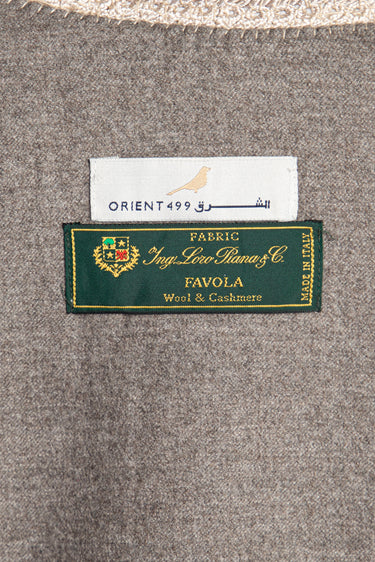 ORIENT 499 الشرق
FABRIC
Ing. Loro Piana & C.
FAVOLA
Wool & Cashmere
MADE IN ITALY